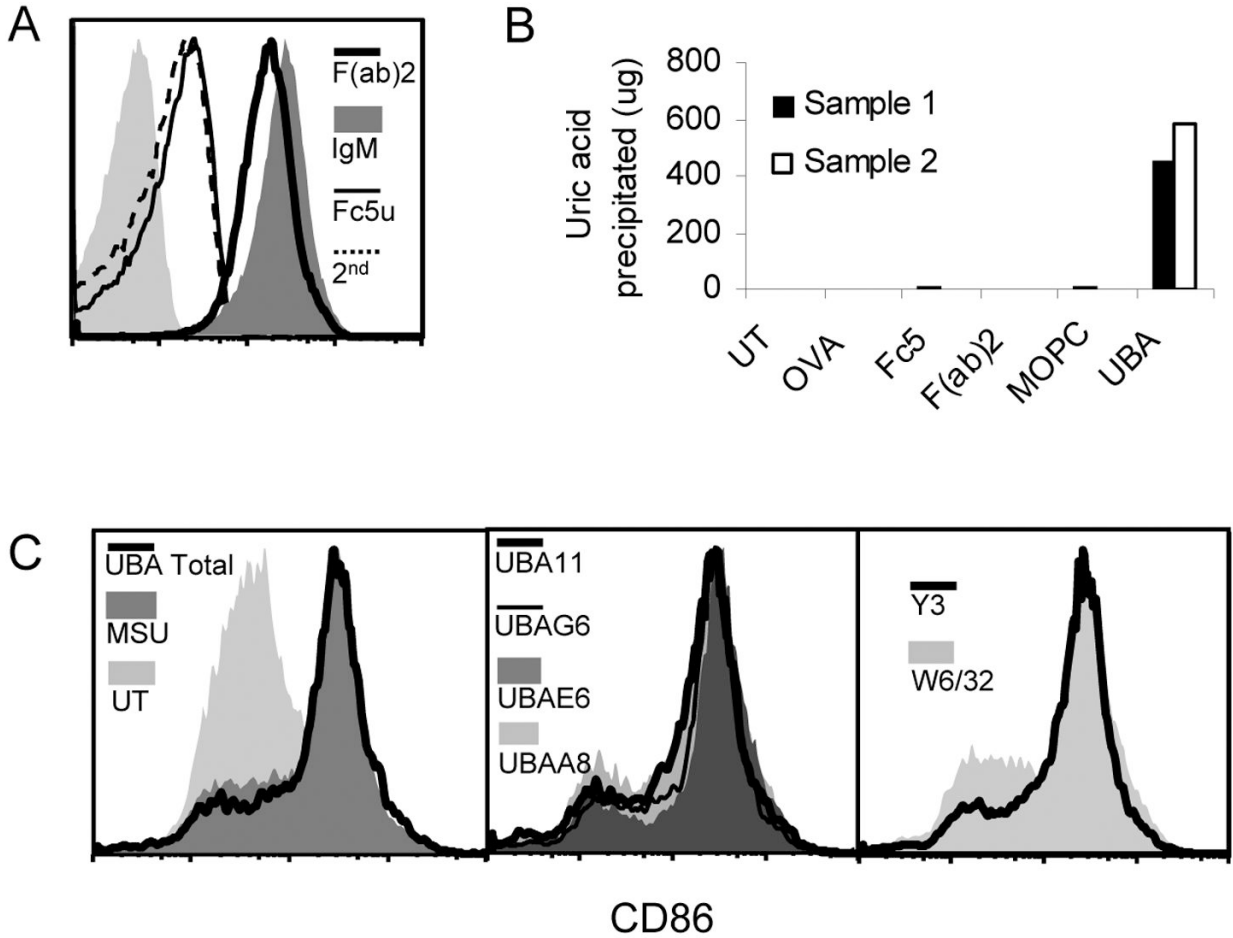 A
F(ab)2
IgM
Fc5u
2nd
B
Uric acid
precipitated (ug)
800
600
400
200
0
Sample 1
Sample 2
UT
OVA
Fc5
F(ab)2
MOPC
UBA
C
UBA Total
MSU
UT
UBA11
UBAG6
UBAE6
UBAA8
Y3
W6/32
CD86